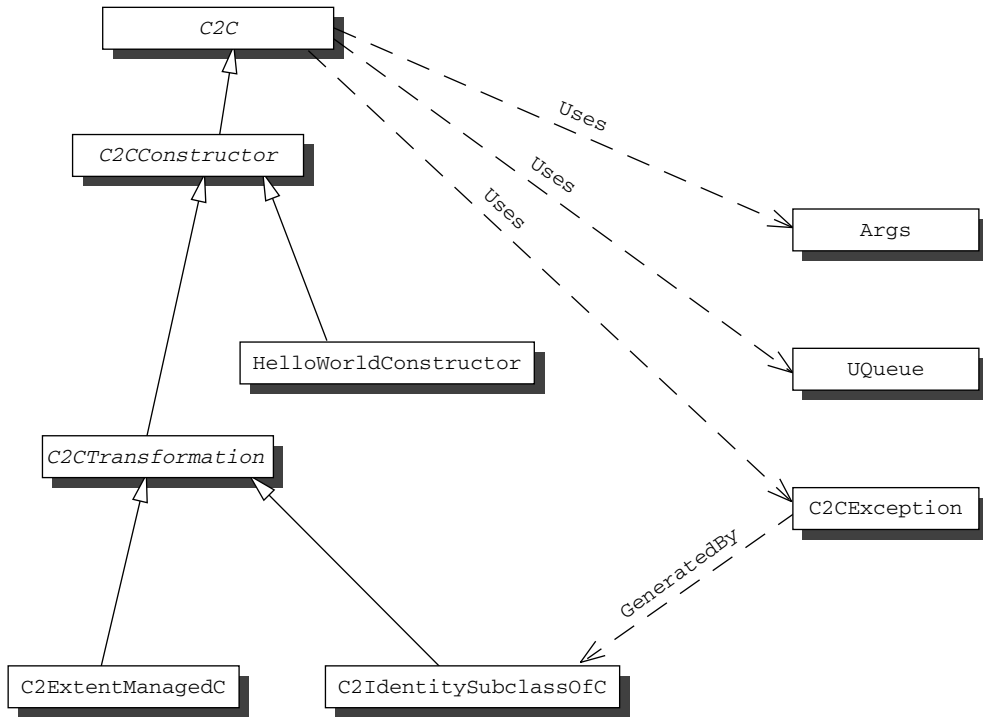 C2C
Uses
C2CConstructor
Uses
Uses
Args
HelloWorldConstructor
UQueue
C2CTransformation
C2CException
GeneratedBy
C2ExtentManagedC
C2IdentitySubclassOfC